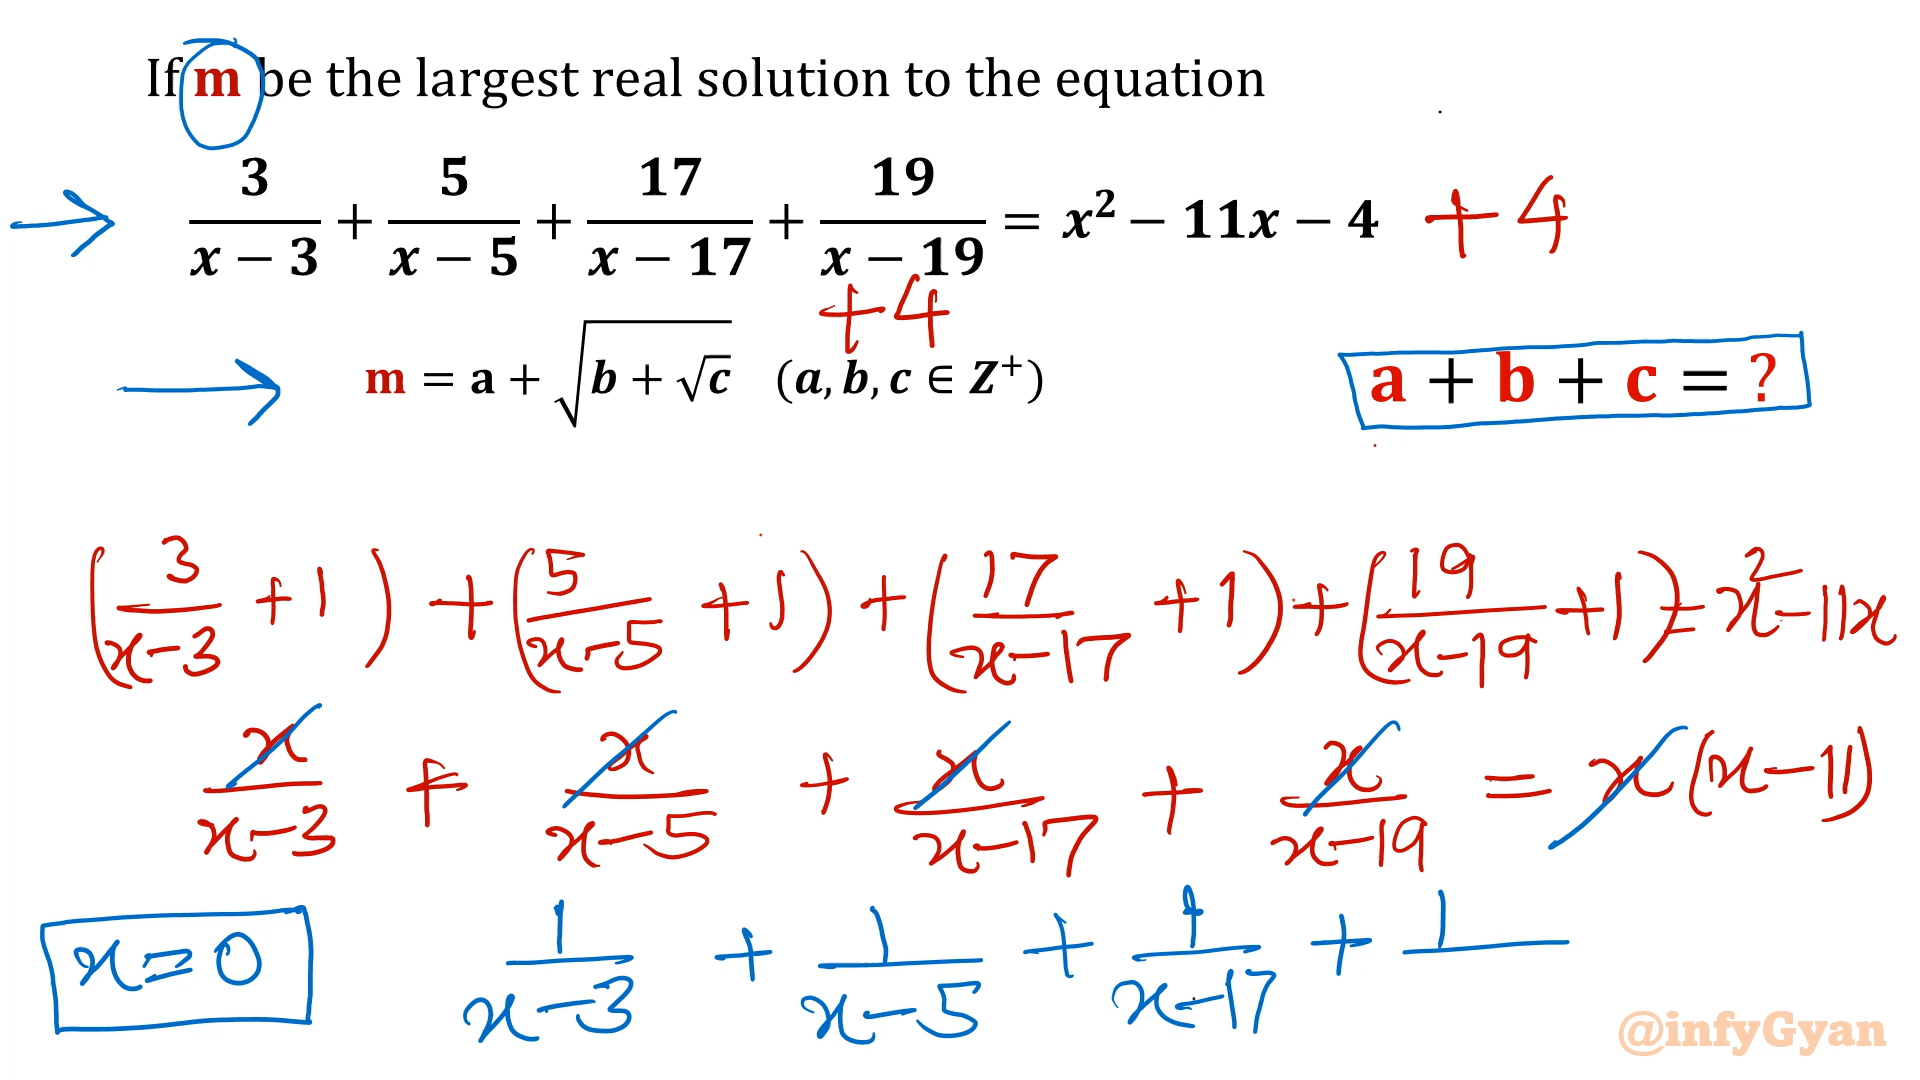 If m be the largest real solution to the equation
3/(x − 3) + 5/(x − 5) + 17/(x − 17) + 19/(x − 19) = x² − 11x − 4 + 4
+4
m = a + √(b + √c) (a, b, c ∈ Z⁺) a + b + c = ?
(3/(x−3) + 1) + (5/(x−5) + 1) + (17/(x−17) + 1) + (19/(x−19) + 1) = x² − 11x
x/(x−3) + x/(x−5) + x/(x−17) + x/(x−19) = x(x−11)
x = 0 1/(x−3) + 1/(x−5) + 1/(x−17) + 1/
@infyGyan